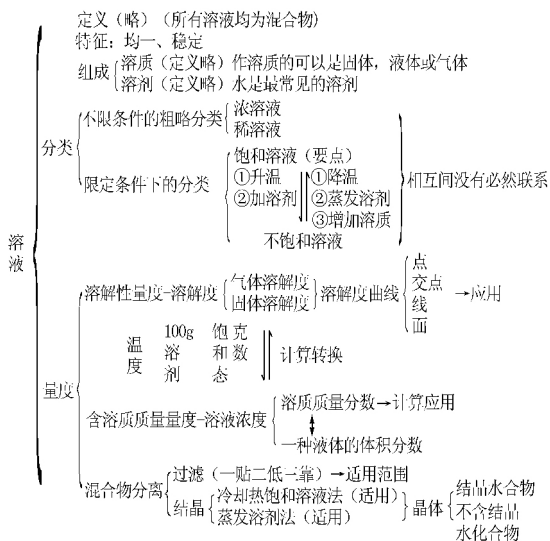 定义（略）（所有溶液均为混合物）
特征：均一、稳定
组成
溶质（定义略）作溶质的可以是固体，液体或气体
溶剂（定义略）水是最常见的溶剂
分类
不限条件的粗略分类
浓溶液
稀溶液
限定条件下的分类
饱和溶液（要点）
①升温
②加溶剂
①降温
②蒸发溶剂
③增加溶质
不饱和溶液
相互间没有必然联系
溶液
量度
溶解性量度-溶解度
气体溶解度
固体溶解度
溶解度曲线
点
交点
线
面
→应用
温度
100g溶剂
饱和态
克数
计算转换
含溶质质量量度-溶液浓度
溶质质量分数→计算应用
一种液体的体积分数
混合物分离
过滤（一贴二低三靠）→适用范围
结晶
冷却热饱和溶液法（适用）
蒸发溶剂法（适用）
晶体
结晶水合物
不含结晶
水化合物